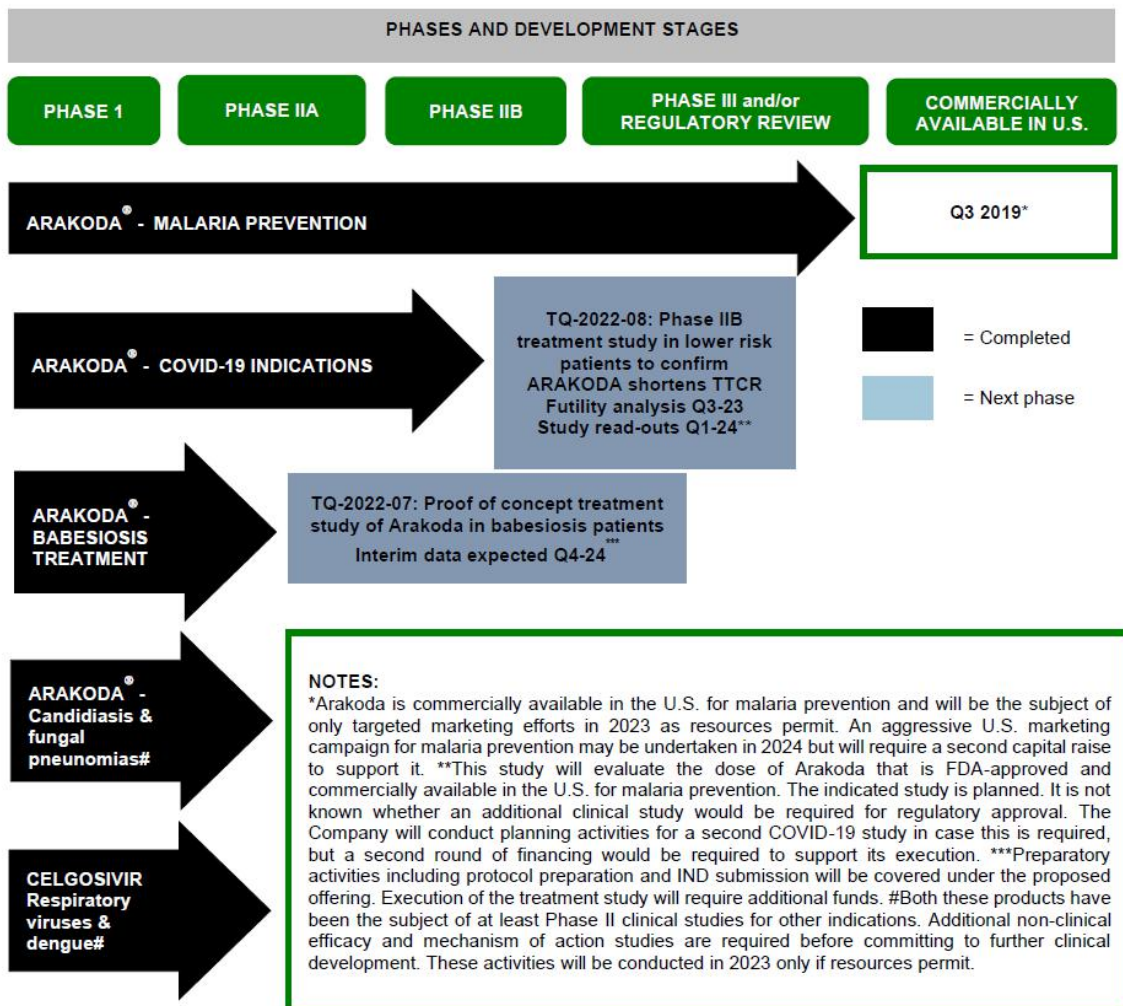 PHASES AND DEVELOPMENT STAGES
PHASE 1
PHASE IIA
PHASE IIB
PHASE III and/or
REGULATORY REVIEW
COMMERCIALLY
AVAILABLE IN U.S.
ARAKODA® - MALARIA PREVENTION
Q3 2019*
ARAKODA® - COVID-19 INDICATIONS
TQ-2022-08: Phase IIB
treatment study in lower risk
patients to confirm
ARAKODA shortens TTCR
Futility analysis Q3-23
Study read-outs Q1-24**
= Completed
= Next phase
ARAKODA® -
BABESIOSIS
TREATMENT
TQ-2022-07: Proof of concept treatment
study of Arakoda in babesiosis patients
Interim data expected Q4-24***
ARAKODA® -
Candidiasis &
fungal
pneunomias#
CELGOSIVIR
Respiratory
viruses &
dengue#
NOTES:
*Arakoda is commercially available in the U.S. for malaria prevention and will be the subject of
only targeted marketing efforts in 2023 as resources permit. An aggressive U.S. marketing
campaign for malaria prevention may be undertaken in 2024 but will require a second capital raise
to support it. **This study will evaluate the dose of Arakoda that is FDA-approved and
commercially available in the U.S. for malaria prevention. The indicated study is planned. It is not
known whether an additional clinical study would be required for regulatory approval. The
Company will conduct planning activities for a second COVID-19 study in case this is required,
but a second round of financing would be required to support its execution. ***Preparatory
activities including protocol preparation and IND submission will be covered under the proposed
offering. Execution of the treatment study will require additional funds. #Both these products have
been the subject of at least Phase II clinical studies for other indications. Additional non-clinical
efficacy and mechanism of action studies are required before committing to further clinical
development. These activities will be conducted in 2023 only if resources permit.